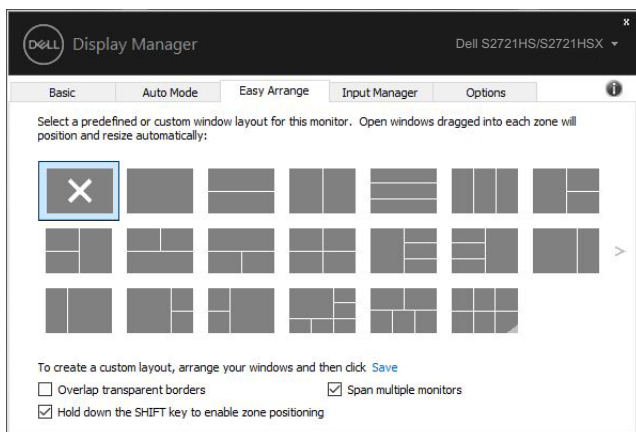 x
DELL Display Manager Dell S2721HS/S2721HSX
Basic Auto Mode Easy Arrange Input Manager Options
Select a predefined or custom window layout for this monitor. Open windows dragged into each zone will
position and resize automatically:
To create a custom layout, arrange your windows and then click Save
Overlap transparent borders Span multiple monitors
Hold down the SHIFT key to enable zone positioning